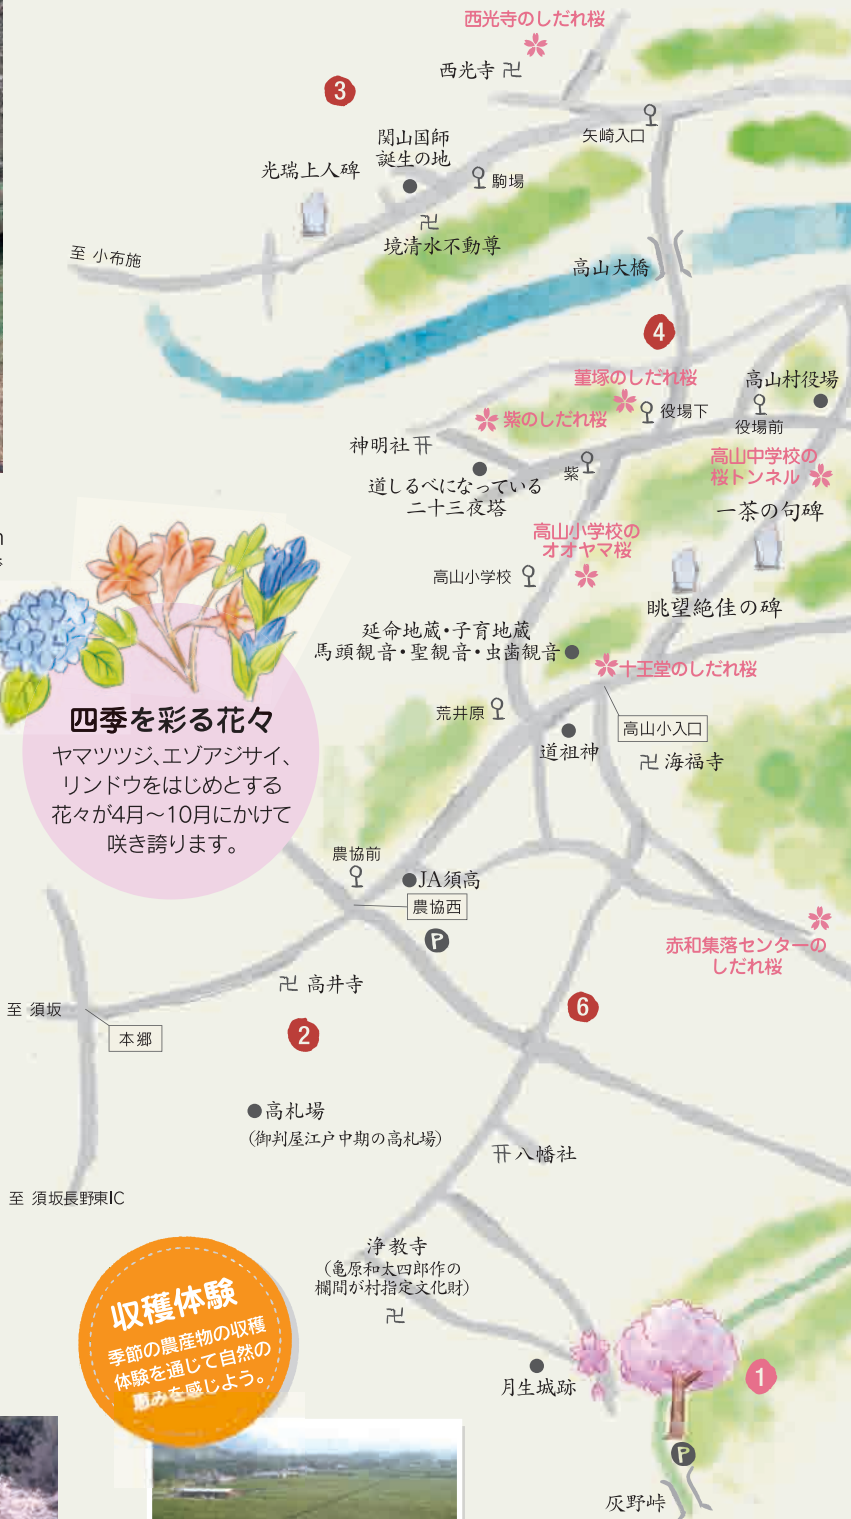 西光寺のしだれ桜
西光寺
3
矢崎入口
関山国師
誕生の地
光瑞上人碑
駒場
境清水不動尊
至 小布施
高山大橋
4
菫塚のしだれ桜
高山村役場
紫のしだれ桜
役場下
役場前
神明社
紫
高山中学校の
桜トンネル
道しるべになっている
二十三夜塔
一茶の句碑
高山小学校の
オオヤマ桜
高山小学校
眺望絶佳の碑
延命地蔵・子育地蔵
馬頭観音・聖観音・虫歯観音
十王堂のしだれ桜
荒井原
高山小入口
道祖神
海福寺
四季を彩る花々
ヤマツツジ、エゾアジサイ、
リンドウをはじめとする
花々が4月～10月にかけて
咲き誇ります。
農協前
JA須高
農協西
P
赤和集落センターの
しだれ桜
高井寺
至 須坂
本郷
2
6
高札場
(御判屋江戸中期の高札場)
八幡社
至 須坂長野東IC
浄教寺
(亀原和太四郎作の
欄間が村指定文化財)
収穫体験
季節の農産物の収穫
体験を通じて自然の
恵みを感じよう。
月生城跡
1
P
灰野峠